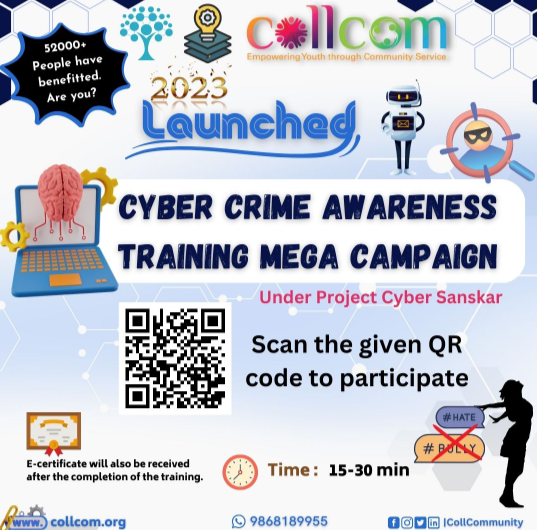 52000+
People have
benefitted.
Are you?
collcom
Empowering Youth through Community Service
2023
Launched
CYBER CRIME AWARENESS
TRAINING MEGA CAMPAIGN
Under Project Cyber Sanskar
Scan the given QR
code to participate
#HATE
#BULLY
E-certificate will also be received
after the completion of the training.
Time : 15-30 min
www. collcom.org
9868189955
|CollCommunity